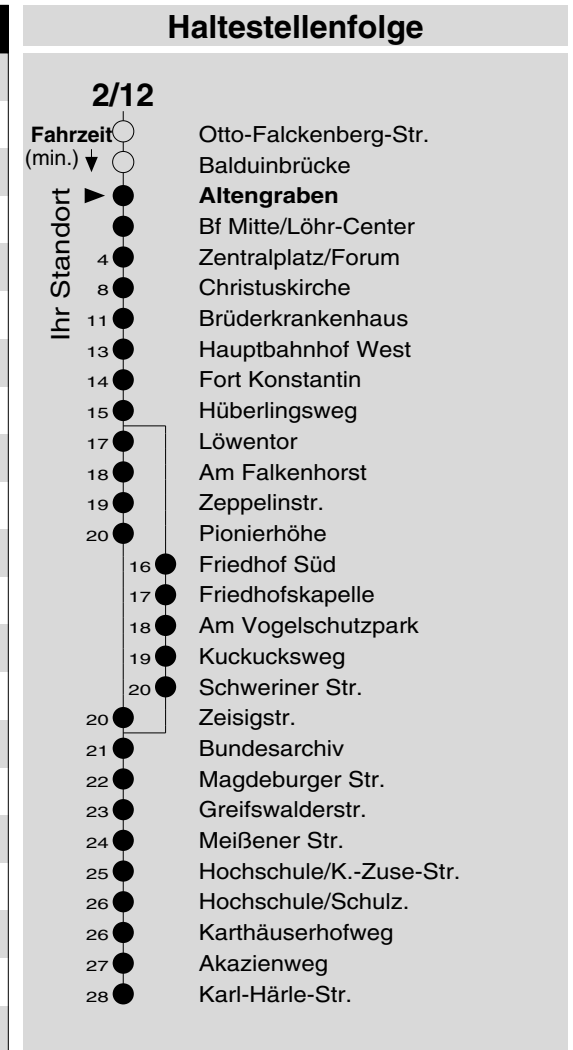 Haltestellenfolge
2/12
Fahrzeit
(min.)
Ihr Standort
Otto-Falckenberg-Str.
Balduinbrücke
Altengraben
Bf Mitte/Löhr-Center
4 Zentralplatz/Forum
8 Christuskirche
11 Brüderkrankenhaus
13 Hauptbahnhof West
14 Fort Konstantin
15 Hüberlingsweg
17 Löwentor
18 Am Falkenhorst
19 Zeppelinstr.
20 Pionierhöhe
16 Friedhof Süd
17 Friedhofskapelle
18 Am Vogelschutzpark
19 Kuckucksweg
20 Schweriner Str.
20 Zeisigstr.
21 Bundesarchiv
22 Magdeburger Str.
23 Greifswalderstr.
24 Meißener Str.
25 Hochschule/K.-Zuse-Str.
26 Hochschule/Schulz.
26 Karthäuserhofweg
27 Akazienweg
28 Karl-Härle-Str.